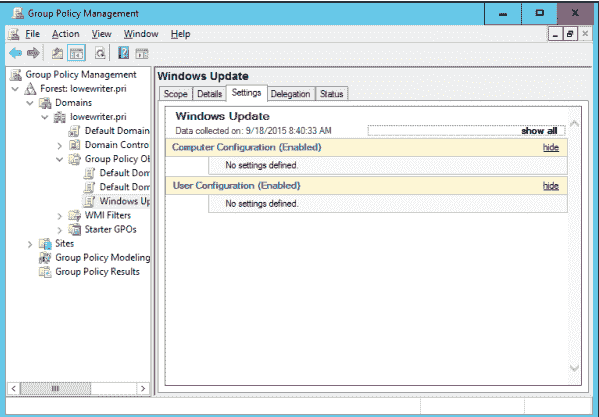 Group Policy Management
File Action View Window Help
Group Policy Management
Forest: lowewriter.pri
Domains
lowewriter.pri
Default Domain
Domain Contro
Group Policy Ob
Default Dom
Default Dom
Windows Up
WMI Filters
Starter GPOs
Sites
Group Policy Modeling
Group Policy Results
Windows Update
Scope Details Settings Delegation Status
Windows Update
Data collected on: 9/18/2015 8:40:33 AM show all
Computer Configuration (Enabled) hide
No settings defined.
User Configuration (Enabled) hide
No settings defined.